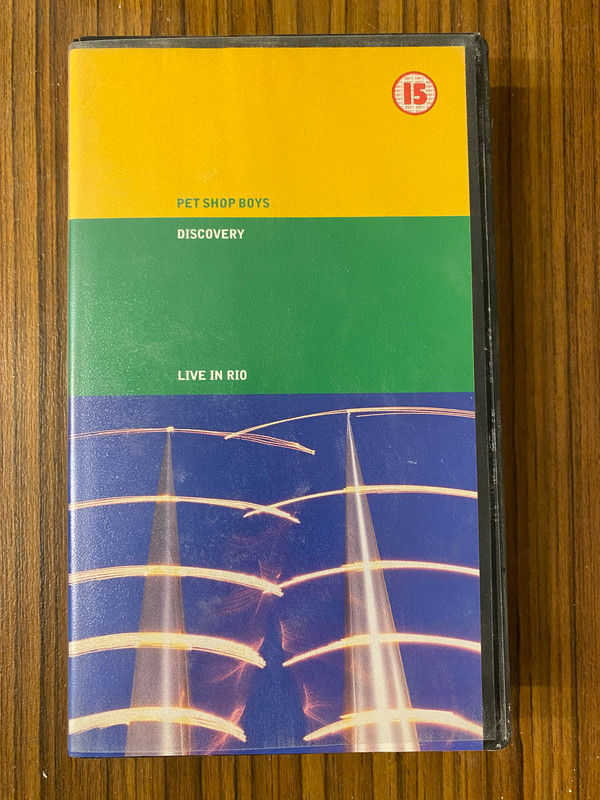 15
PET SHOP BOYS
DISCOVERY
LIVE IN RIO